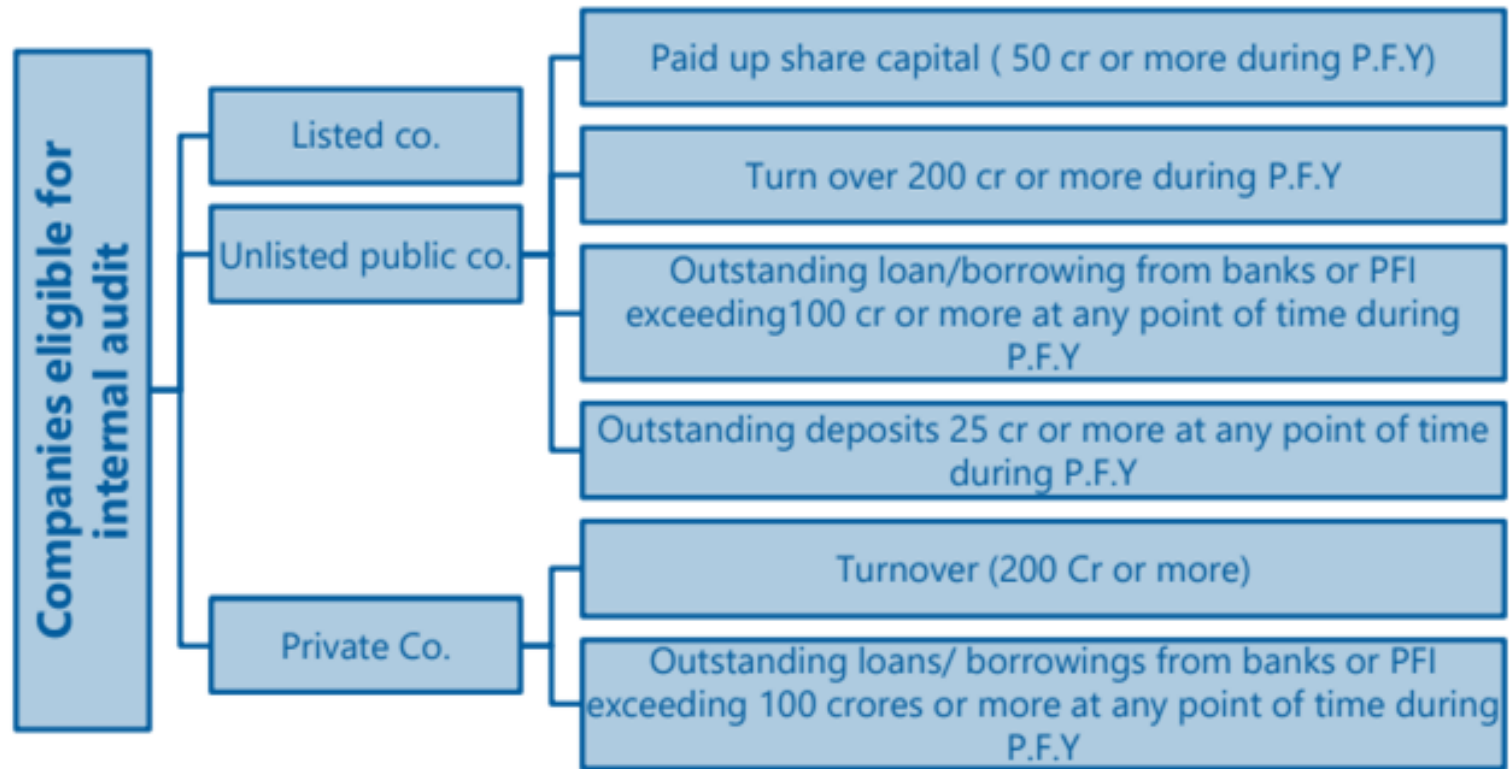 Companies eligible for
internal audit
Listed co.
Unlisted public co.
Paid up share capital ( 50 cr or more during P.F.Y)
Turn over 200 cr or more during P.F.Y
Outstanding loan/borrowing from banks or PFI
exceeding100 cr or more at any point of time during
P.F.Y
Outstanding deposits 25 cr or more at any point of time
during P.F.Y
Private Co.
Turnover (200 Cr or more)
Outstanding loans/ borrowings from banks or PFI
exceeding 100 crores or more at any point of time during
P.F.Y